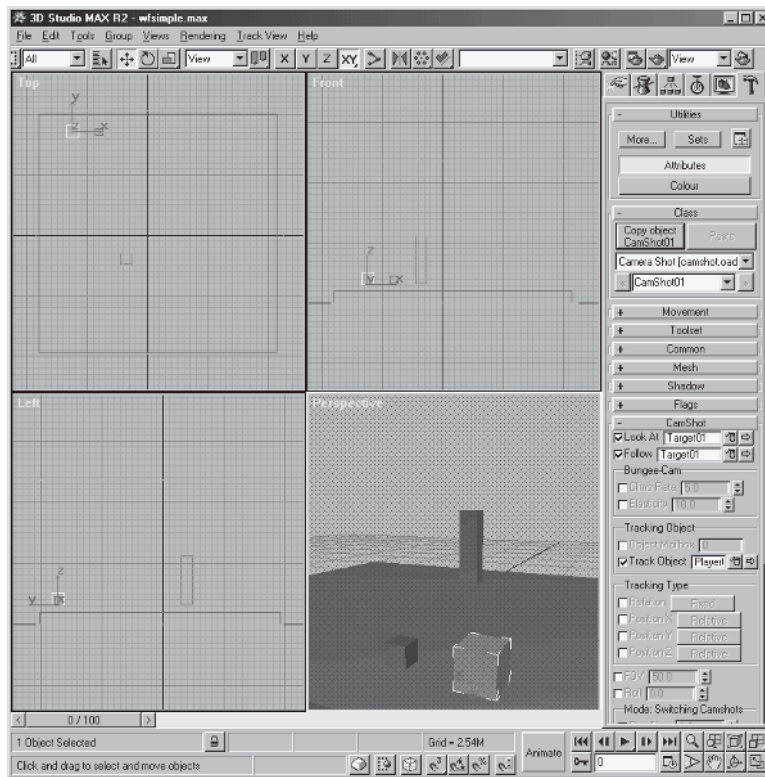 3D Studio MAX R2 - wfsimple.max
File Edit Tools Group Views Rendering Track View Help
All View X Y Z XY View
Top
y
z x
Front
z
y x
Left
z
y x
Perspective
Utilities
More... Sets
Attributes
Colour
Class
Copy object CamShot01 Paste
Camera Shot [camshot.oad
CamShot01
Movement
Toolset
Common
Mesh
Shadow
Flags
CamShot
Look At Target01
Follow Target01
Bungee-Cam
Climb Rate 5.0
Elasticity 10.0
Tracking Object
Object Mailbox 0
Track Object Player
Tracking Type
Rotation Fixed
Position X Relative
Position Y Relative
Position Z Relative
FOV 50.0
Roll 0.0
Mode: Switching Camshots
0 / 100
1 Object Selected
Grid = 2.54M
Animate
Click and drag to select and move objects
0